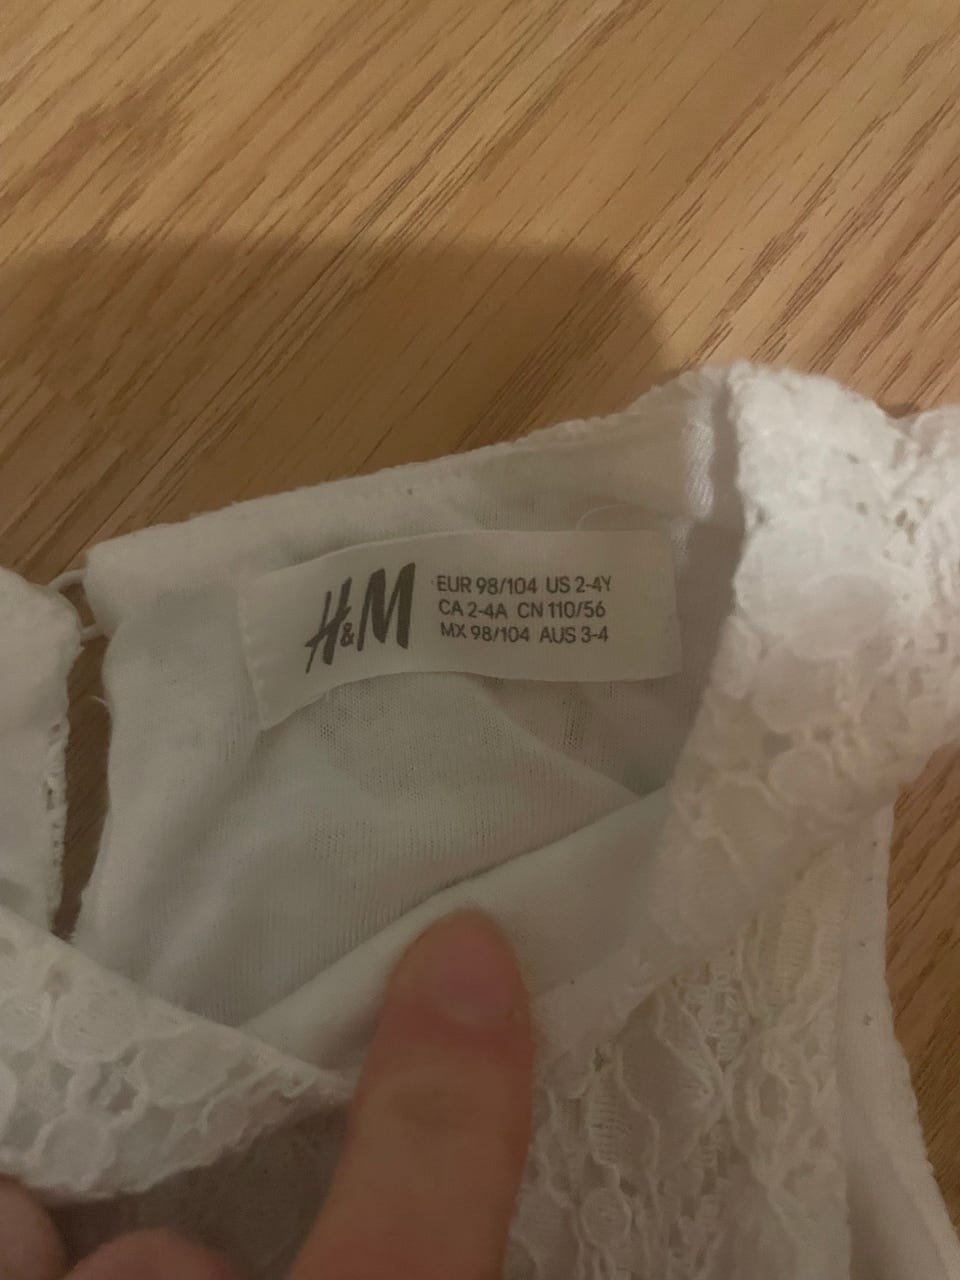 H&M
EUR 98/104 US 2-4Y
CA 2-4A CN 110/56
MX 98/104 AUS 3-4